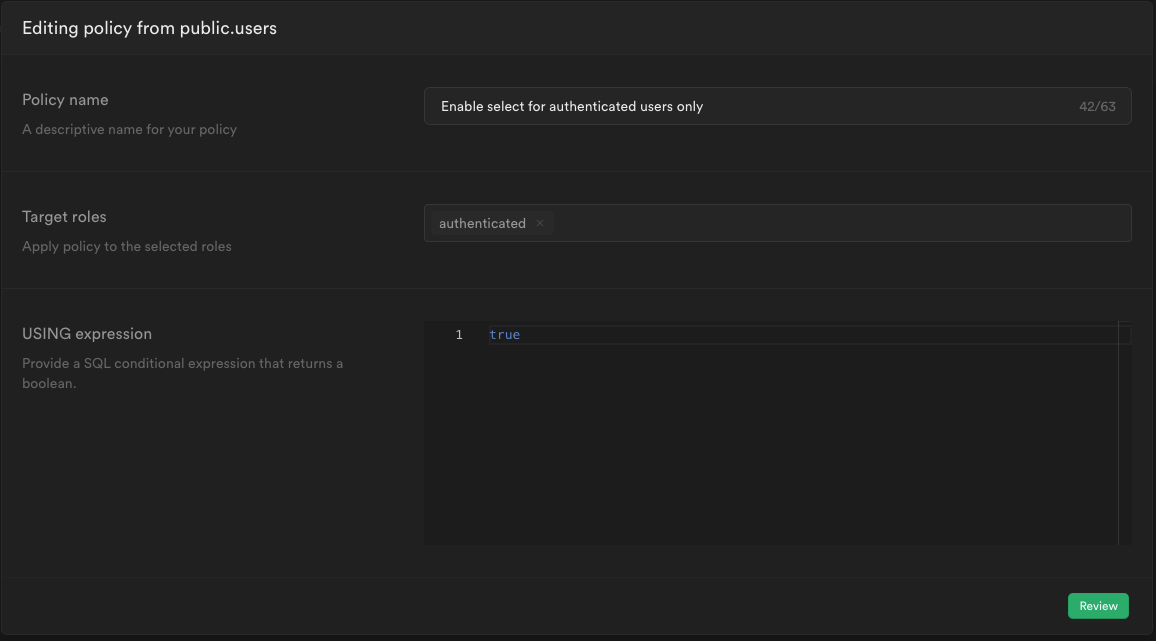 Editing policy from public.users
Policy name
A descriptive name for your policy
Enable select for authenticated users only
42/63
Target roles
Apply policy to the selected roles
authenticated ×
USING expression
Provide a SQL conditional expression that returns a
boolean.
1 true
Review